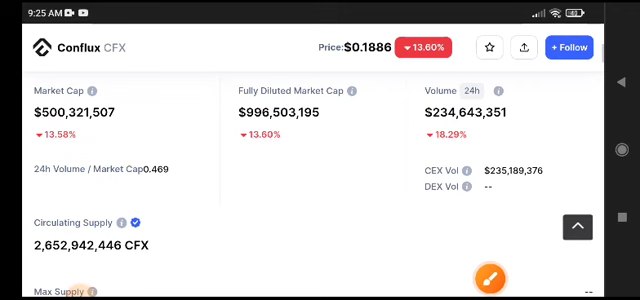 9:25 AM
Conflux CFX
Price:$0.1886 13.60%
+ Follow
Market Cap
$500,321,507
13.58%
24h Volume / Market Cap0.469
Fully Diluted Market Cap
$996,503,195
13.60%
Volume 24h
$234,643,351
18.29%
CEX Vol $235,189,376
DEX Vol --
Circulating Supply
2,652,942,446 CFX
Max Supply --